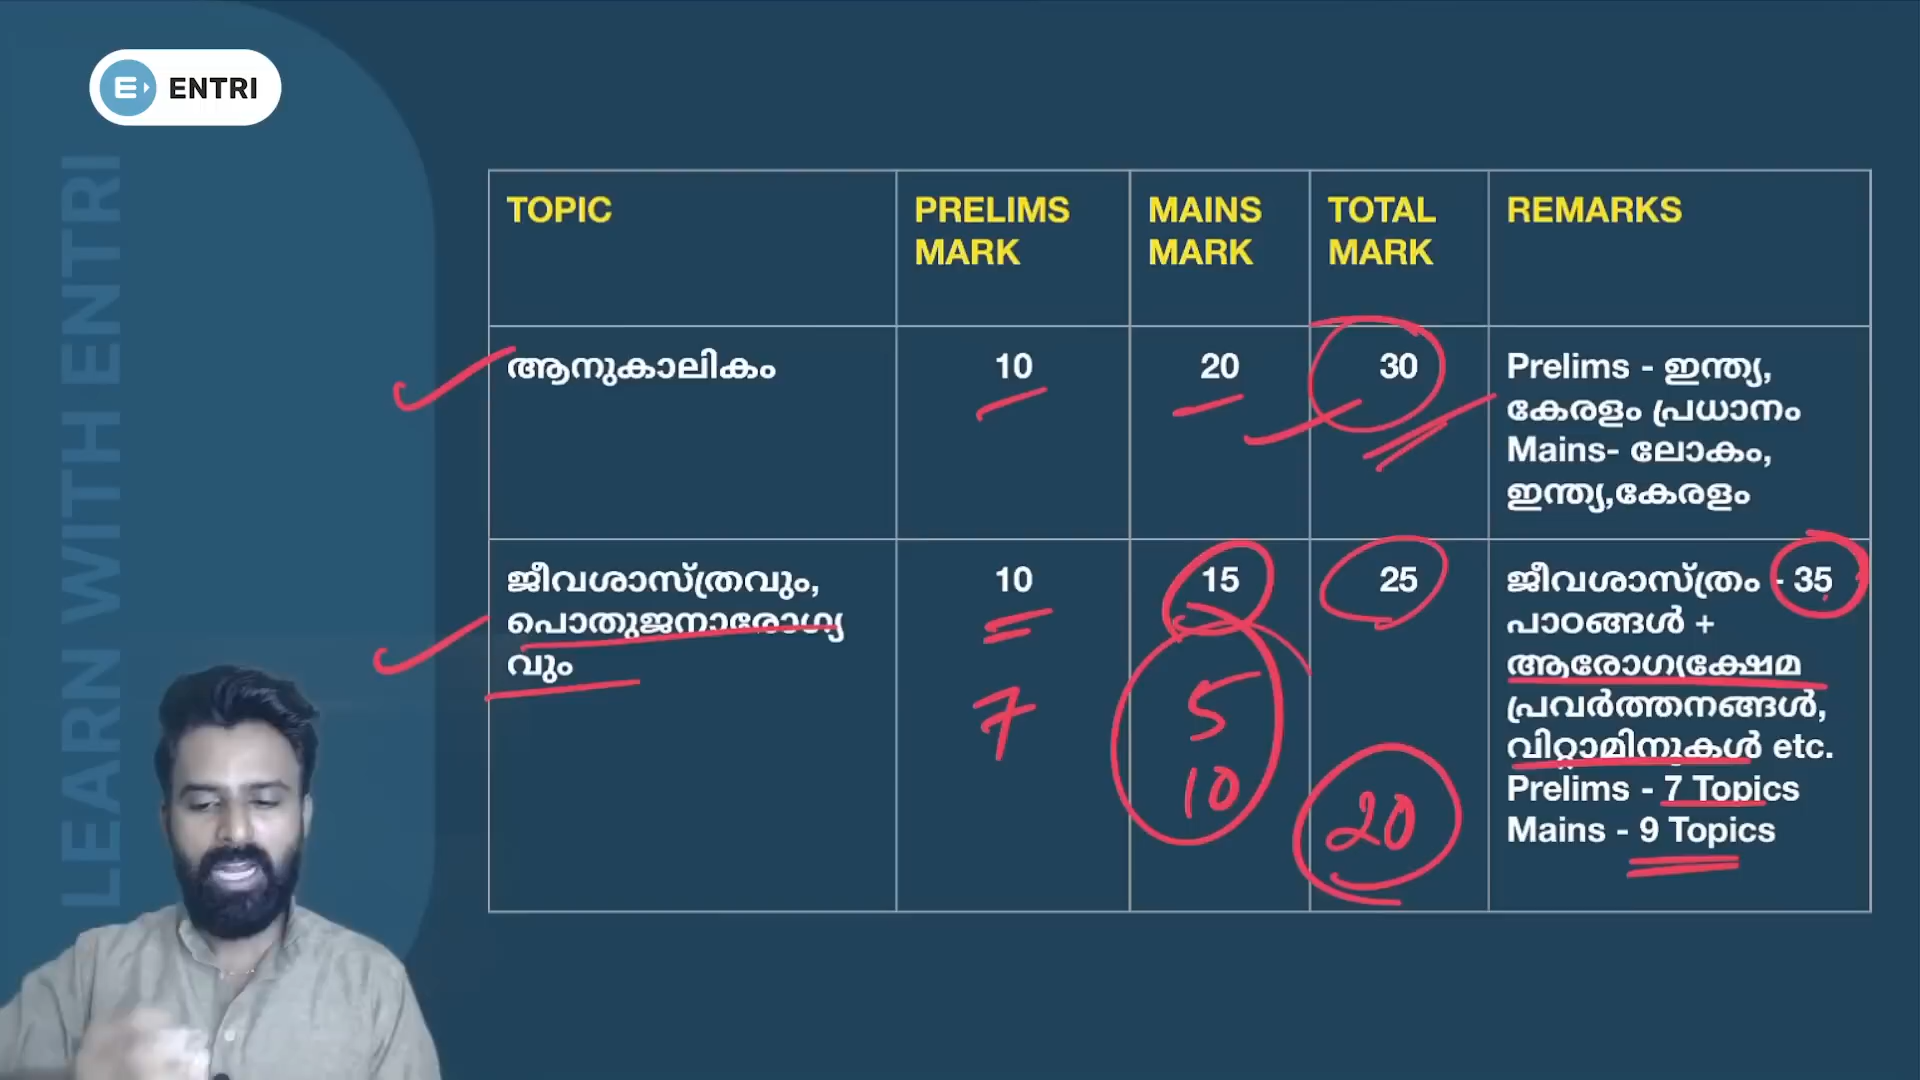 ENTRI
LEARN WITH ENTRI
TOPIC
PRELIMS
MARK
MAINS
MARK
TOTAL
MARK
REMARKS
ആനുകാലികം
10
20
30
Prelims - ഇന്ത്യ,
കേരളം പ്രധാനം
Mains- ലോകം,
ഇന്ത്യ,കേരളം
ജീവശാസ്ത്രവും,
പൊതുജനാരോഗ്യ
വും
10
7
15
5
10
25
20
ജീവശാസ്ത്രം - 35
പാഠങ്ങൾ +
ആരോഗ്യക്ഷേമ
പ്രവർത്തനങ്ങൾ,
വിറ്റാമിനുകൾ etc.
Prelims - 7 Topics
Mains - 9 Topics